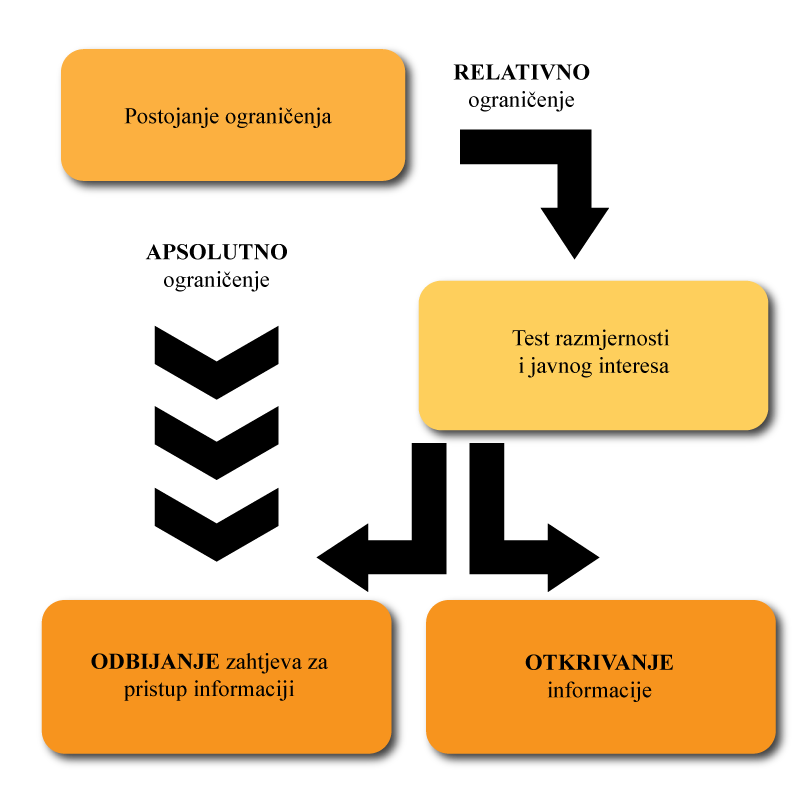 Postojanje ograničenja
RELATIVNO
ograničenje
APSOLUTNO
ograničenje
Test razmjernosti
i javnog interesa
ODBIJANJE zahtjeva za
pristup informaciji
OTKRIVANJE
informacije